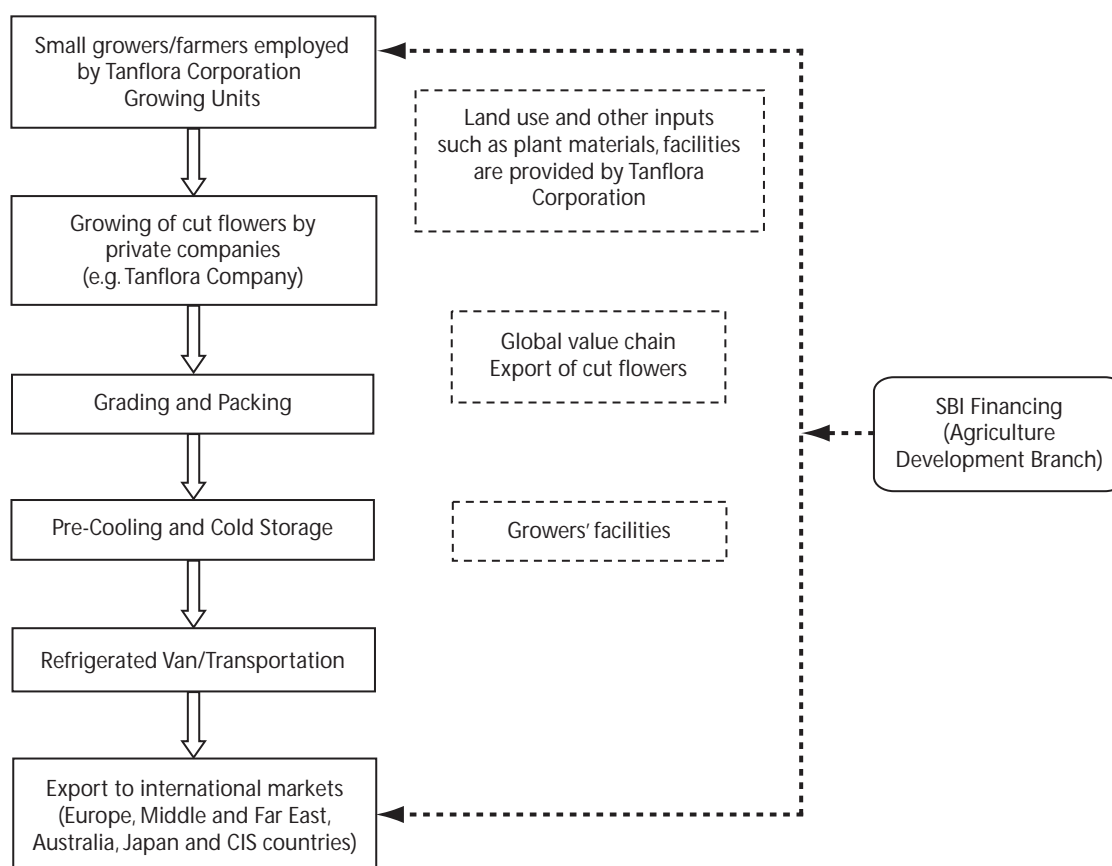 Small growers/farmers employed
by Tanflora Corporation
Growing Units
Land use and other inputs
such as plant materials, facilities
are provided by Tanflora
Corporation
Growing of cut flowers by
private companies
(e.g. Tanflora Company)
Global value chain
Export of cut flowers
Grading and Packing
SBI Financing
(Agriculture
Development Branch)
Pre-Cooling and Cold Storage
Growers’ facilities
Refrigerated Van/Transportation
Export to international markets
(Europe, Middle and Far East,
Australia, Japan and CIS countries)